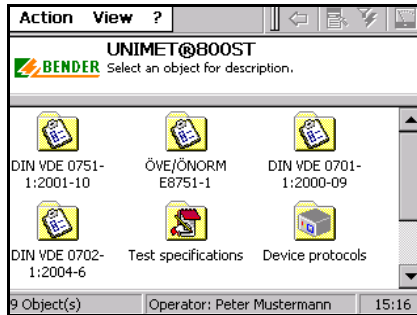 Action View ?
UNIMET®800ST
BENDER Select an object for description.
DIN VDE 0751-
1:2001-10
ÖVE/ÖNORM
E8751-1
DIN VDE 0701-
1:2000-09
DIN VDE 0702-
1:2004-6
Test specifications
Device protocols
9 Object(s) Operator: Peter Mustermann 15:16